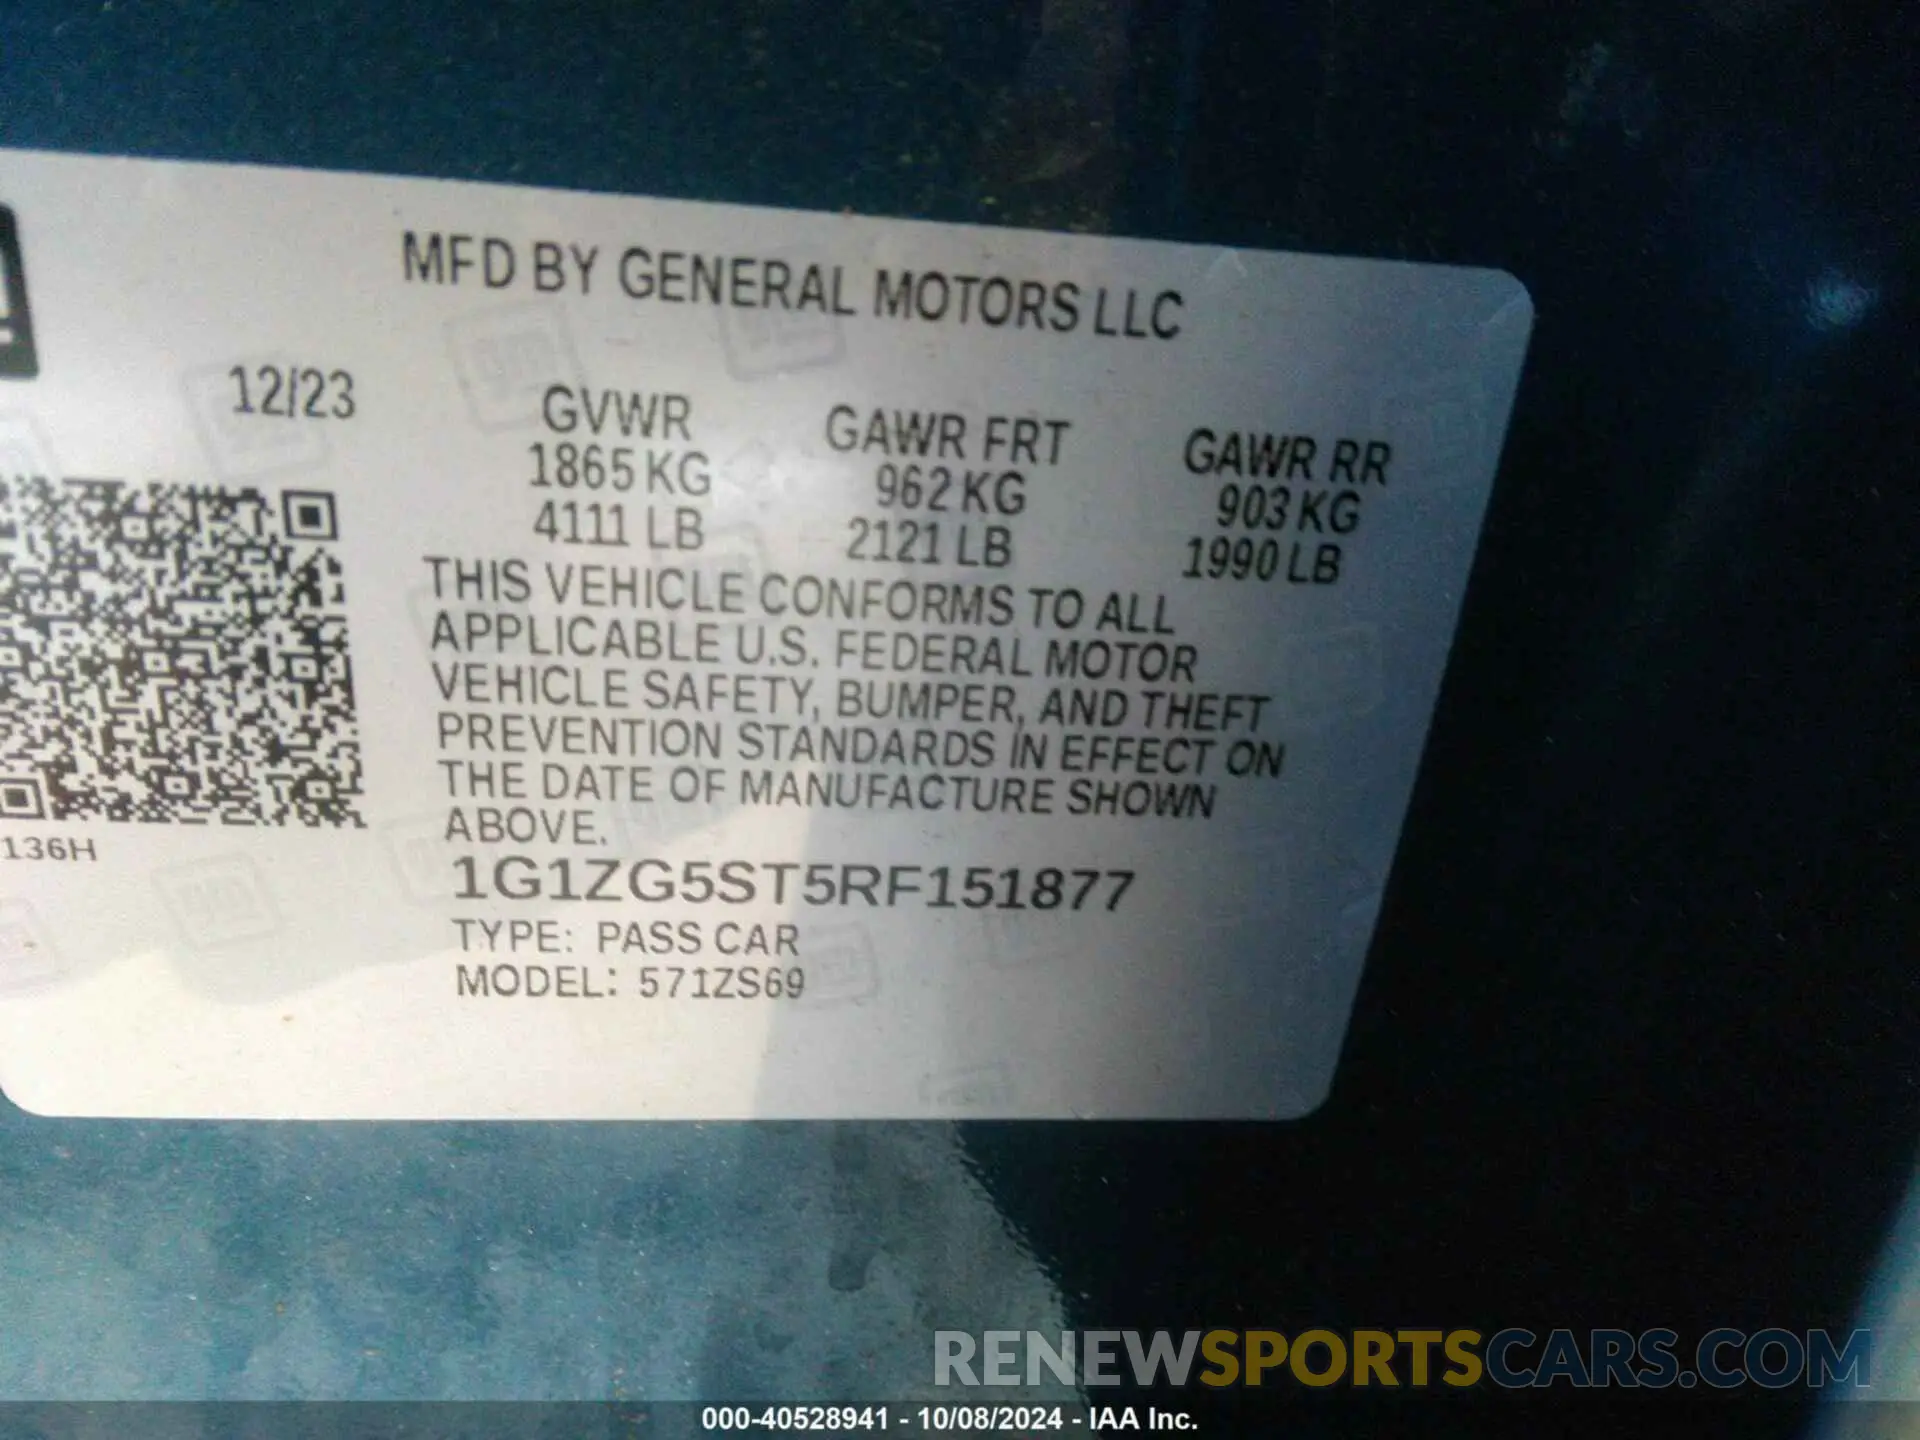 MFD BY GENERAL MOTORS LLC
12/23
GVWR GAWR FRT GAWR RR
1865 KG 962 KG 903 KG
4111 LB 2121 LB 1990 LB
THIS VEHICLE CONFORMS TO ALL
APPLICABLE U.S. FEDERAL MOTOR
VEHICLE SAFETY, BUMPER, AND THEFT
PREVENTION STANDARDS IN EFFECT ON
THE DATE OF MANUFACTURE SHOWN
ABOVE.
136H
1G1ZG5ST5RF151877
TYPE: PASS CAR
MODEL: 571ZS69
RENEWSPORTSCARS.COM
000-40528941 - 10/08/2024 - IAA Inc.